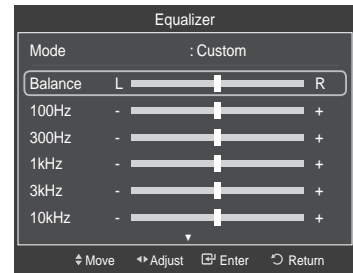 Equalizer
Mode : Custom
Balance L R
100Hz - +
300Hz - +
1kHz - +
3kHz - +
10kHz - +
Move Adjust Enter Return